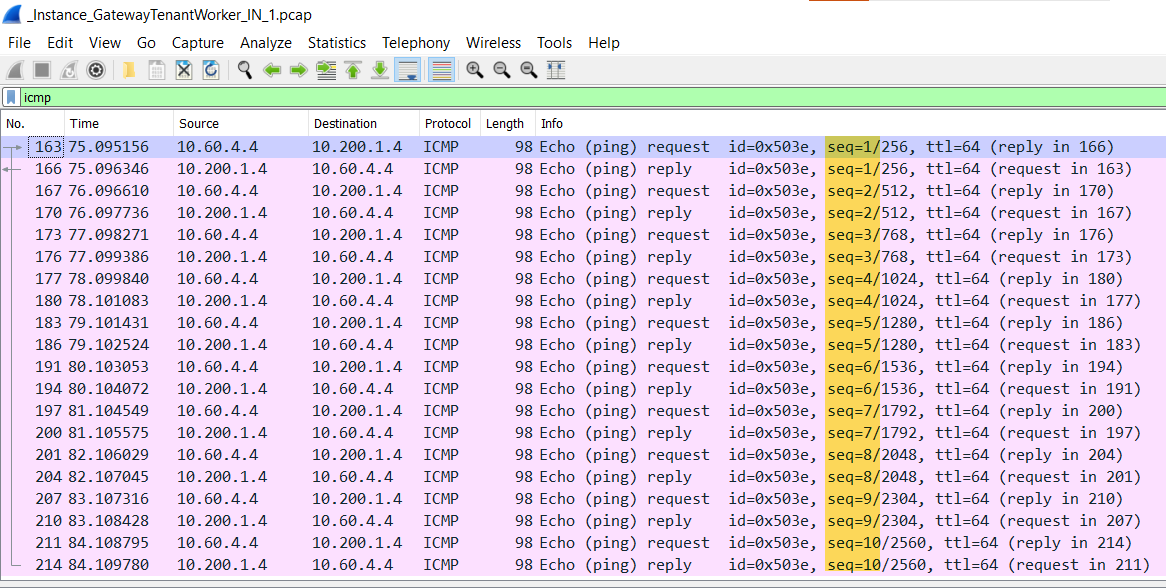 _Instance_GatewayTenantWorker_IN_1.pcap
File Edit View Go Capture Analyze Statistics Telephony Wireless Tools Help
icmp
No. Time Source Destination Protocol Length Info
163 75.095156 10.60.4.4 10.200.1.4 ICMP 98 Echo (ping) request id=0x503e, seq=1/256, ttl=64 (reply in 166)
166 75.096346 10.200.1.4 10.60.4.4 ICMP 98 Echo (ping) reply id=0x503e, seq=1/256, ttl=64 (request in 163)
167 76.096610 10.60.4.4 10.200.1.4 ICMP 98 Echo (ping) request id=0x503e, seq=2/512, ttl=64 (reply in 170)
170 76.097736 10.200.1.4 10.60.4.4 ICMP 98 Echo (ping) reply id=0x503e, seq=2/512, ttl=64 (request in 167)
173 77.098271 10.60.4.4 10.200.1.4 ICMP 98 Echo (ping) request id=0x503e, seq=3/768, ttl=64 (reply in 176)
176 77.099386 10.200.1.4 10.60.4.4 ICMP 98 Echo (ping) reply id=0x503e, seq=3/768, ttl=64 (request in 173)
177 78.099840 10.60.4.4 10.200.1.4 ICMP 98 Echo (ping) request id=0x503e, seq=4/1024, ttl=64 (reply in 180)
180 78.101083 10.200.1.4 10.60.4.4 ICMP 98 Echo (ping) reply id=0x503e, seq=4/1024, ttl=64 (request in 177)
183 79.101431 10.60.4.4 10.200.1.4 ICMP 98 Echo (ping) request id=0x503e, seq=5/1280, ttl=64 (reply in 186)
186 79.102524 10.200.1.4 10.60.4.4 ICMP 98 Echo (ping) reply id=0x503e, seq=5/1280, ttl=64 (request in 183)
191 80.103053 10.60.4.4 10.200.1.4 ICMP 98 Echo (ping) request id=0x503e, seq=6/1536, ttl=64 (reply in 194)
194 80.104072 10.200.1.4 10.60.4.4 ICMP 98 Echo (ping) reply id=0x503e, seq=6/1536, ttl=64 (request in 191)
197 81.104549 10.60.4.4 10.200.1.4 ICMP 98 Echo (ping) request id=0x503e, seq=7/1792, ttl=64 (reply in 200)
200 81.105575 10.200.1.4 10.60.4.4 ICMP 98 Echo (ping) reply id=0x503e, seq=7/1792, ttl=64 (request in 197)
201 82.106029 10.60.4.4 10.200.1.4 ICMP 98 Echo (ping) request id=0x503e, seq=8/2048, ttl=64 (reply in 204)
204 82.107045 10.200.1.4 10.60.4.4 ICMP 98 Echo (ping) reply id=0x503e, seq=8/2048, ttl=64 (request in 201)
207 83.107316 10.60.4.4 10.200.1.4 ICMP 98 Echo (ping) request id=0x503e, seq=9/2304, ttl=64 (reply in 210)
210 83.108428 10.200.1.4 10.60.4.4 ICMP 98 Echo (ping) reply id=0x503e, seq=9/2304, ttl=64 (request in 207)
211 84.108795 10.60.4.4 10.200.1.4 ICMP 98 Echo (ping) request id=0x503e, seq=10/2560, ttl=64 (reply in 214)
214 84.109780 10.200.1.4 10.60.4.4 ICMP 98 Echo (ping) reply id=0x503e, seq=10/2560, ttl=64 (request in 211)